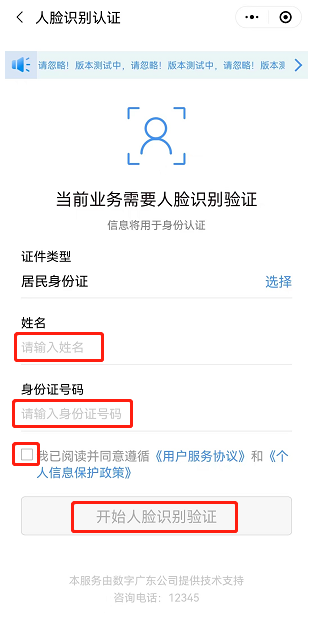 人脸识别认证
请忽略！版本测试中，请忽略！版本测试中，请忽略！版本测
当前业务需要人脸识别验证
信息将用于身份认证
证件类型
居民身份证 选择
姓名
请输入姓名
身份证号码
请输入身份证号码
我已阅读并同意遵循《用户服务协议》和《个
人信息保护政策》
开始人脸识别验证
本服务由数字广东公司提供技术支持
咨询电话：12345